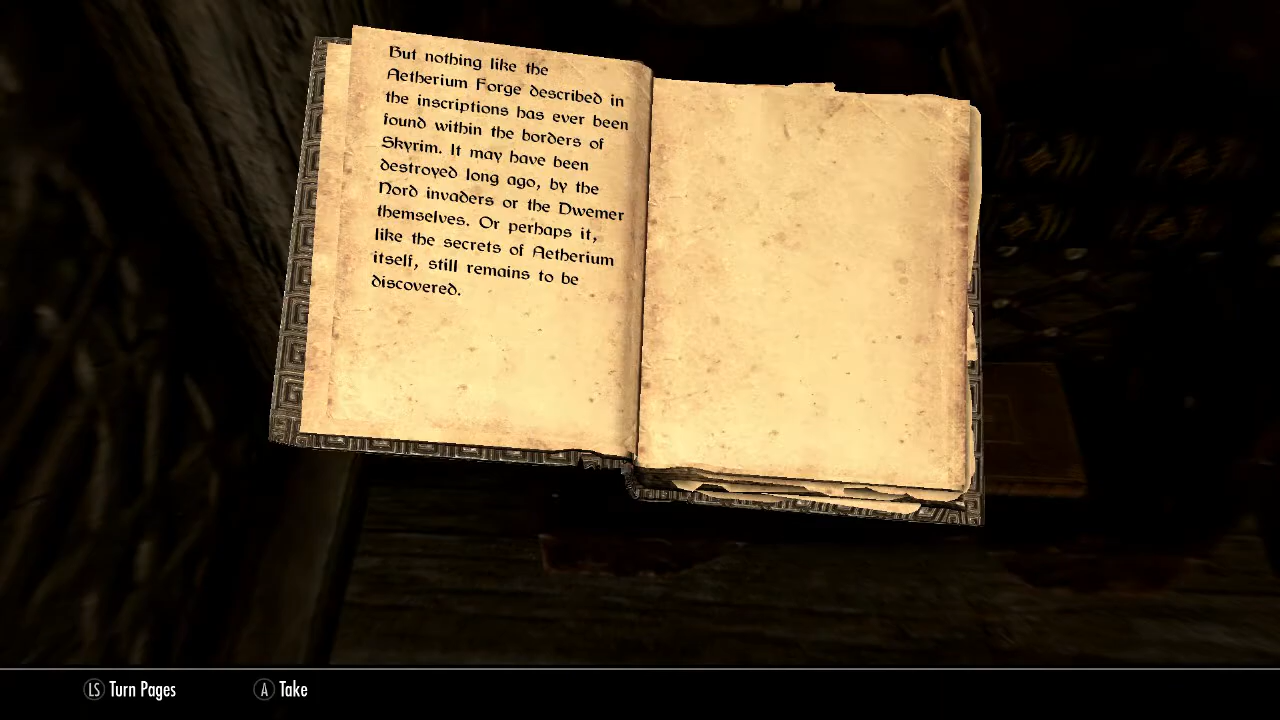 But nothing like the
Aetherium Forge described in
the inscriptions has ever been
found within the borders of
Skyrim. It may have been
destroyed long ago, by the
Nord invaders or the Dwemer
themselves. Or perhaps it,
like the secrets of Aetherium
itself, still remains to be
discovered.
LS Turn Pages
A Take